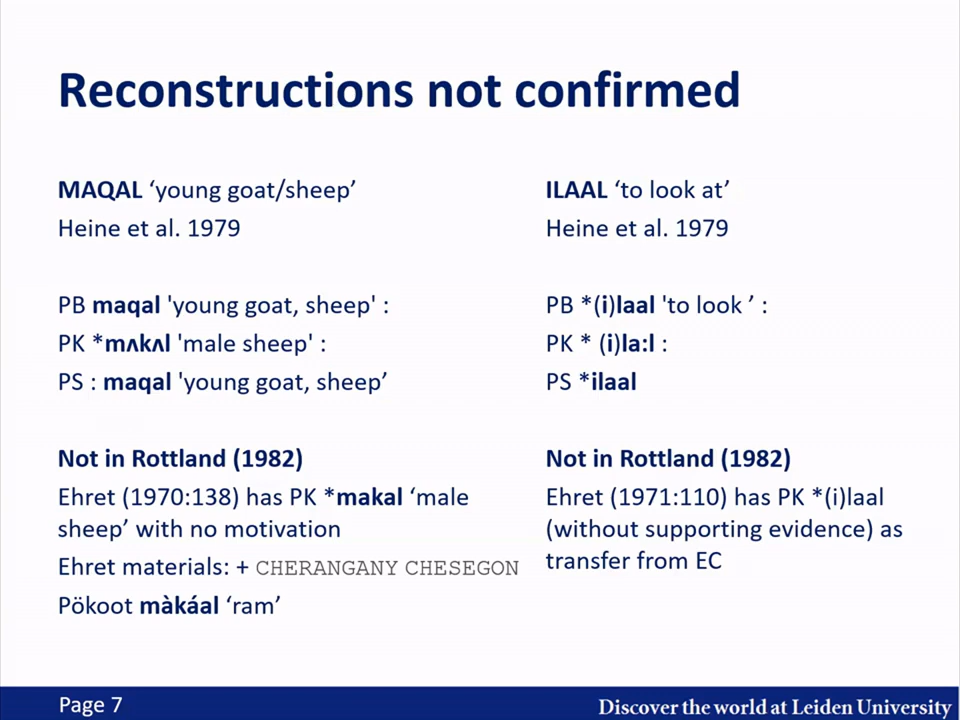 Reconstructions not confirmed
MAQAL ‘young goat/sheep’
Heine et al. 1979
PB maqal 'young goat, sheep' :
PK *mʌkʌl 'male sheep' :
PS : maqal 'young goat, sheep’
Not in Rottland (1982)
Ehret (1970:138) has PK *makal ‘male
sheep’ with no motivation
Ehret materials: + CHERANGANY CHESEGON
Pökoot màkáal ‘ram’
ILAAL ‘to look at’
Heine et al. 1979
PB *(i)laal 'to look ’ :
PK * (i)la:l :
PS *ilaal
Not in Rottland (1982)
Ehret (1971:110) has PK *(i)laal
(without supporting evidence) as
transfer from EC
Page 7
Discover the world at Leiden University